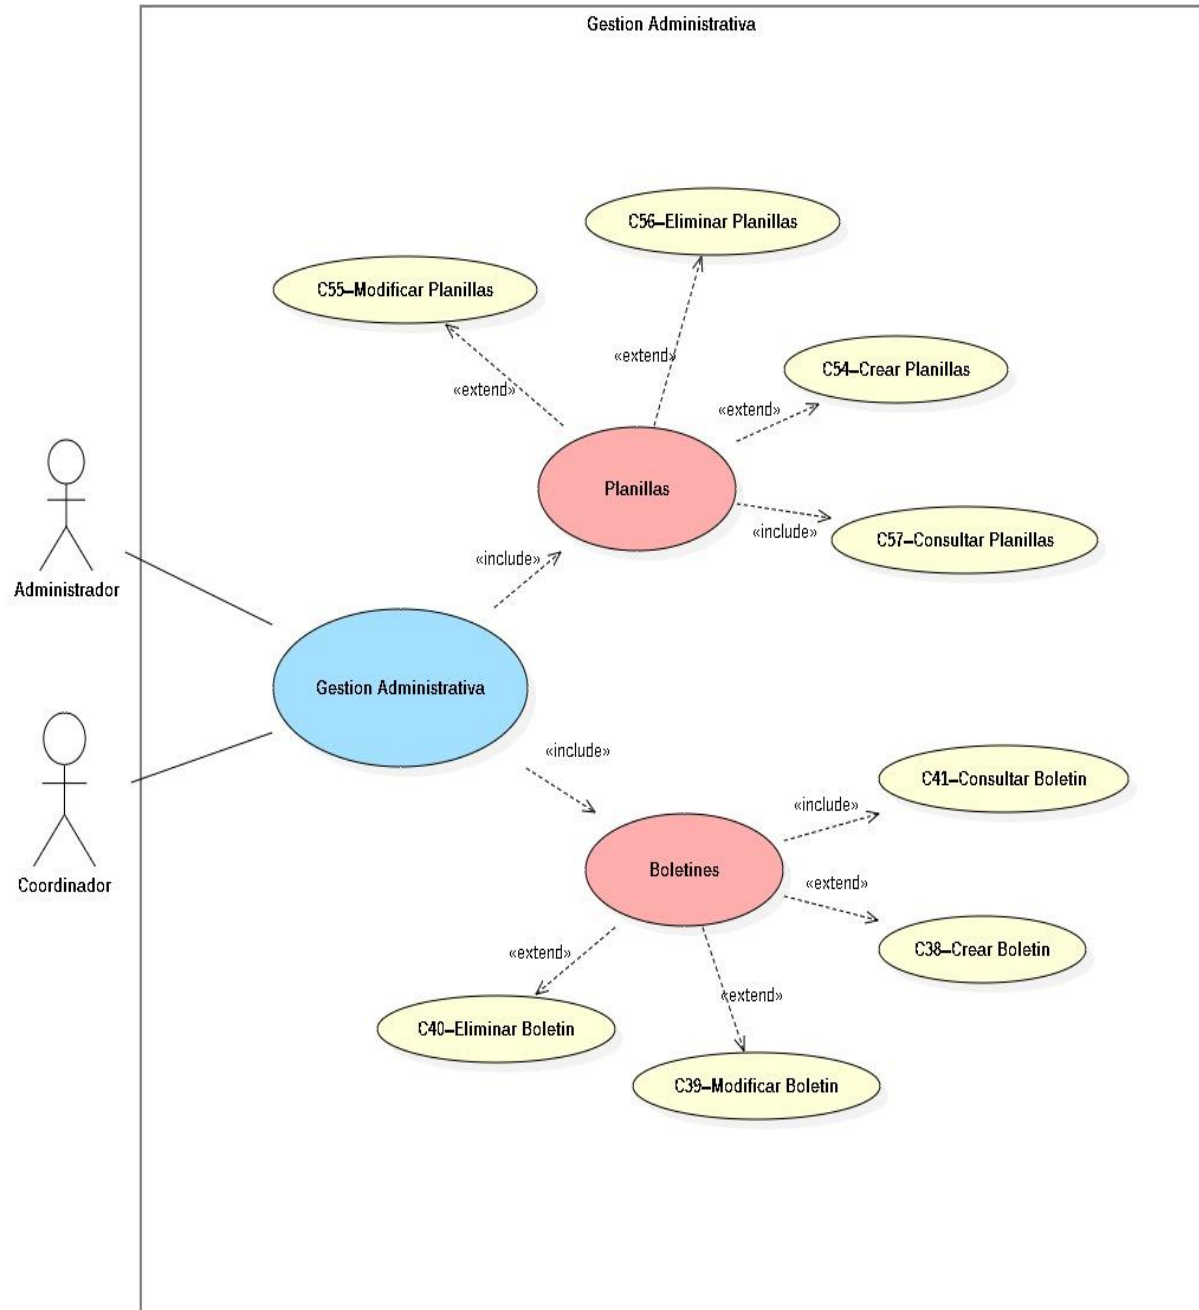 Gestion Administrativa
C56–Eliminar Planillas
C55–Modificar Planillas
«extend»
C54–Crear Planillas
«extend»
«extend»
Planillas
«include»
C57–Consultar Planillas
«include»
Administrador
Gestion Administrativa
«include»
C41–Consultar Boletin
«include»
Boletines
«extend»
Coordinador
C38–Crear Boletin
«extend»
«extend»
C40–Eliminar Boletin
C39–Modificar Boletin